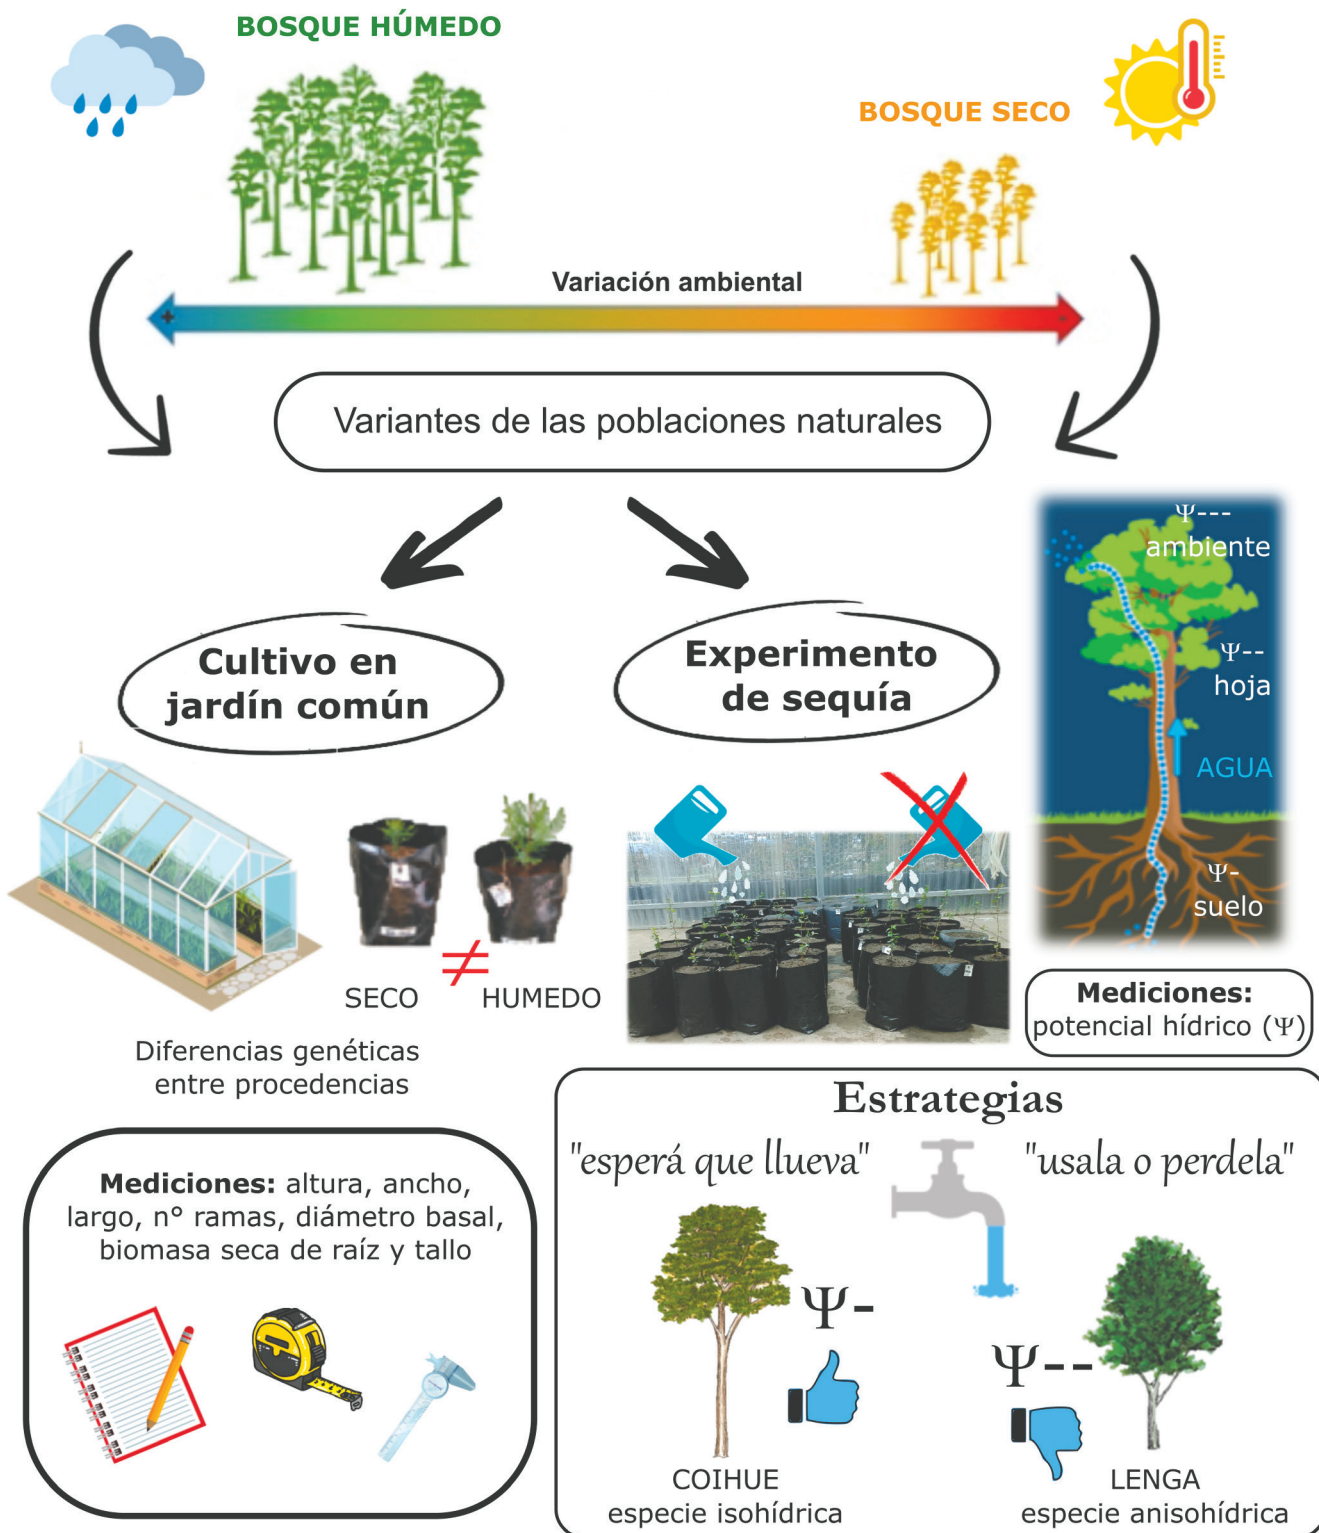 BOSQUE HÚMEDO
BOSQUE SECO
Variación ambiental
+
-
Variantes de las poblaciones naturales
Cultivo en
jardín común
Experimento
de sequía
Ψ---
ambiente
Ψ--
hoja
AGUA
Ψ-
suelo
SECO
≠
HUMEDO
Diferencias genéticas
entre procedencias
Mediciones:
potencial hídrico (Ψ)
Mediciones: altura, ancho,
largo, n° ramas, diámetro basal,
biomasa seca de raíz y tallo
Estrategias
"esperá que llueva"
"usala o perdela"
Ψ-
Ψ--
COIHUE
especie isohídrica
LENGA
especie anisohídrica